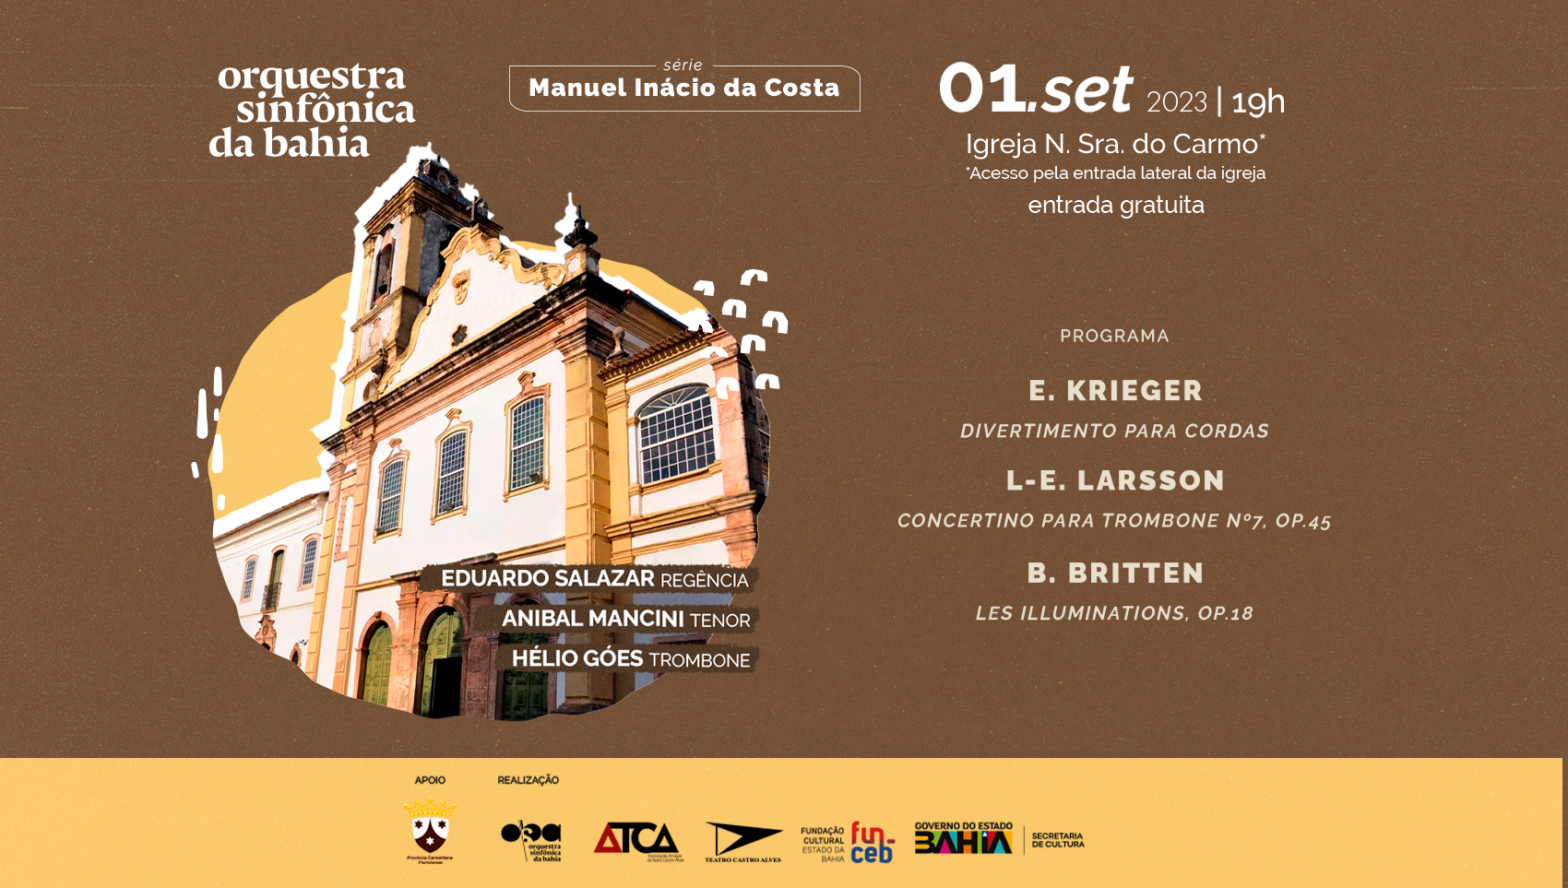 orquestra
sinfônica
da bahia
série
Manuel Inácio da Costa
01.set 2023 | 19h
Igreja N. Sra. do Carmo*
*Acesso pela entrada lateral da igreja
entrada gratuita
PROGRAMA
E. KRIEGER
DIVERTIMENTO PARA CORDAS
L-E. LARSSON
CONCERTINO PARA TROMBONE Nº7, OP.45
B. BRITTEN
LES ILLUMINATIONS, OP.18
EDUARDO SALAZAR REGÊNCIA
ANIBAL MANCINI TENOR
HÉLIO GÓES TROMBONE
APOIO
Província Carmelitana
Fluminense
REALIZAÇÃO
orquestra
sinfônica
da bahia
ATCA
TEATRO CASTRO ALVES
FUNDAÇÃO
CULTURAL
ESTADO DA
BAHIA
fun
ceb
GOVERNO DO ESTADO
BAHIA
SECRETARIA
DE CULTURA